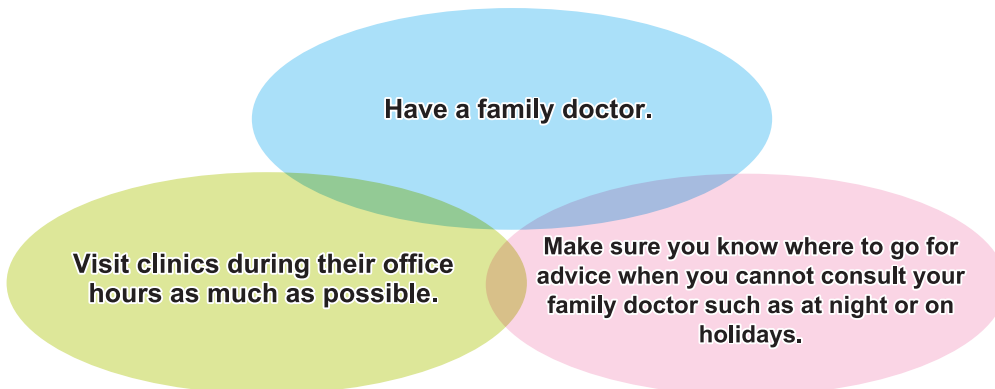 Have a family doctor.
Visit clinics during their office
hours as much as possible.
Make sure you know where to go for
advice when you cannot consult your
family doctor such as at night or on
holidays.